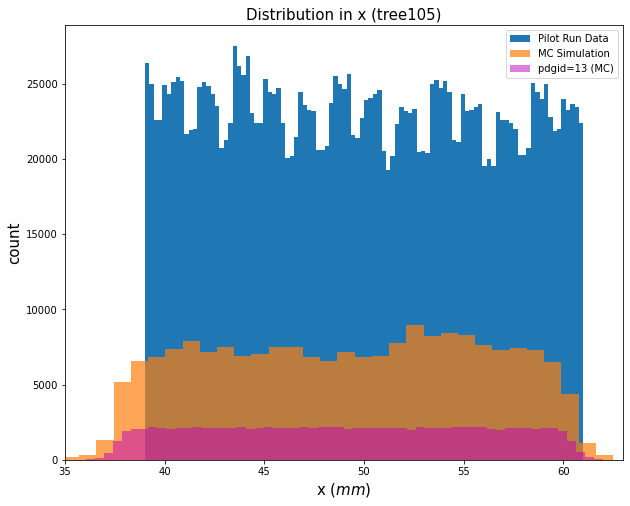 Distribution in x (tree105)
Pilot Run Data
MC Simulation
pdgid=13 (MC)
count
25000
20000
15000
10000
5000
0
35
40
45
50
55
60
x (mm)